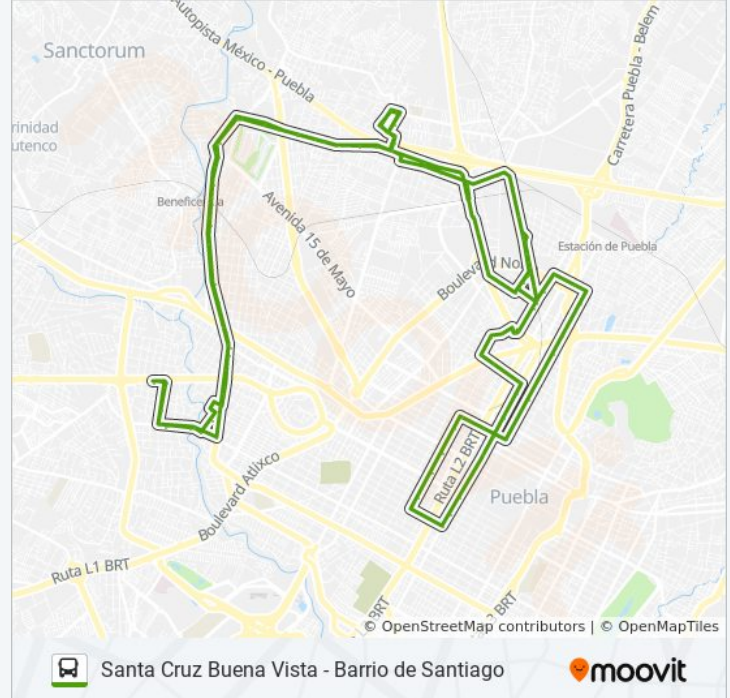 Autopista México - Puebla
Sanctorum
Carretera Puebla - Belem
rinidad
utenco
Beneficencia
Avenida 15 de Mayo
Estación de Puebla
Boulevard No
Ruta L2 BRT
Puebla
Boulevard Atlixco
Ruta L1 BRT
BRT
BRT
© OpenStreetMap contributors | © OpenMapTiles
Santa Cruz Buena Vista - Barrio de Santiago
moovit